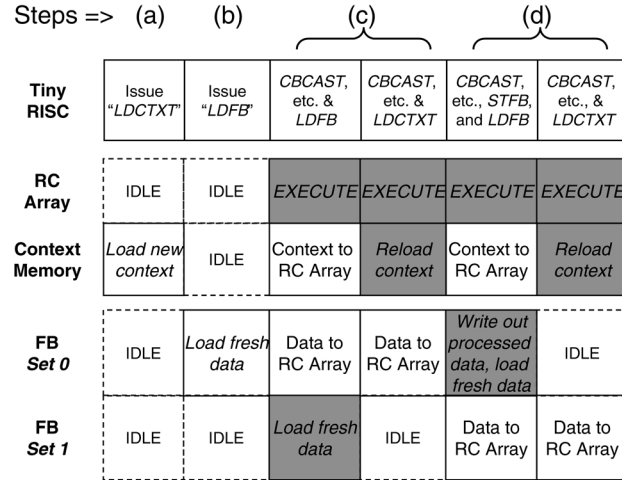 Steps => (a) (b) (c) (d)
Tiny RISC
Issue "LDCTXT"
Issue "LDFB"
CBCAST, etc. & LDFB
CBCAST, etc. & LDCTXT
CBCAST, etc., STFB, and LDFB
CBCAST, etc., & LDCTXT
RC Array
IDLE
IDLE
EXECUTE
EXECUTE
EXECUTE
EXECUTE
Context Memory
Load new context
IDLE
Context to RC Array
Reload context
Context to RC Array
Reload context
FB Set 0
IDLE
Load fresh data
Data to RC Array
Data to RC Array
Write out processed data, load fresh data
IDLE
FB Set 1
IDLE
IDLE
Load fresh data
IDLE
Data to RC Array
Data to RC Array